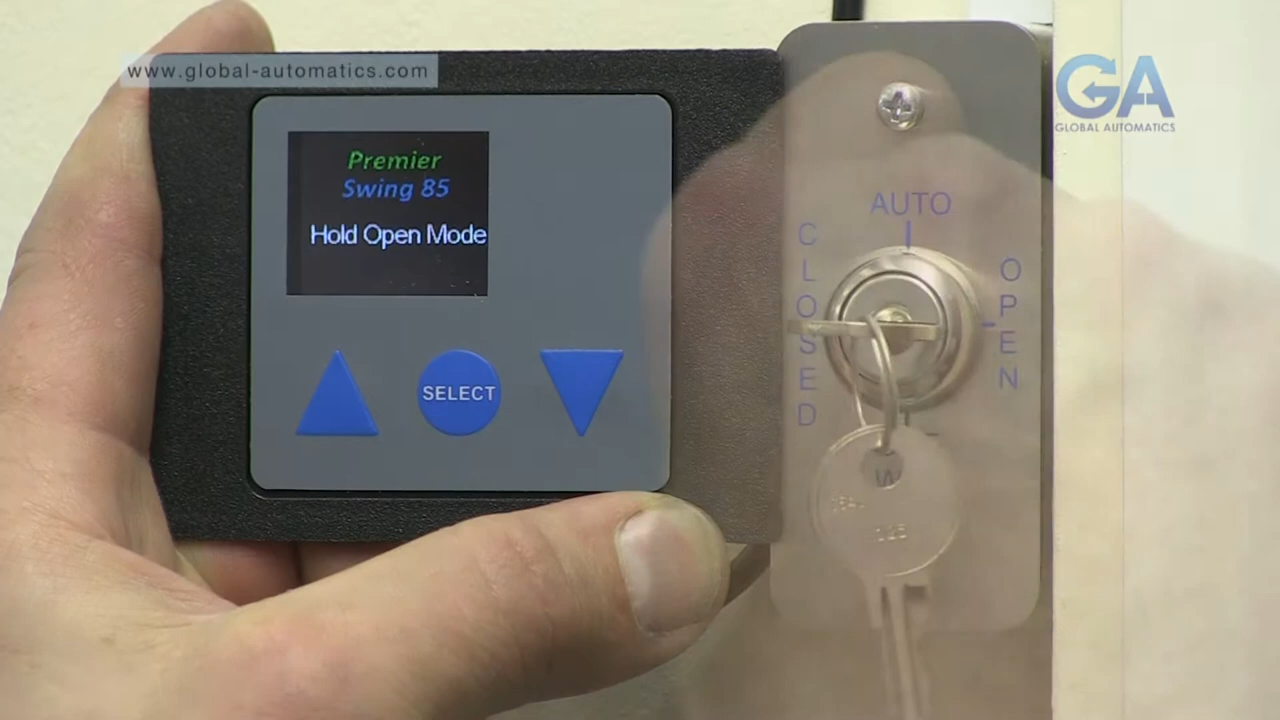 www.global-automatics.com
GA
GLOBAL AUTOMATICS
Premier
Swing 85
Hold Open Mode
SELECT
AUTO
CLOSED
OPEN
W